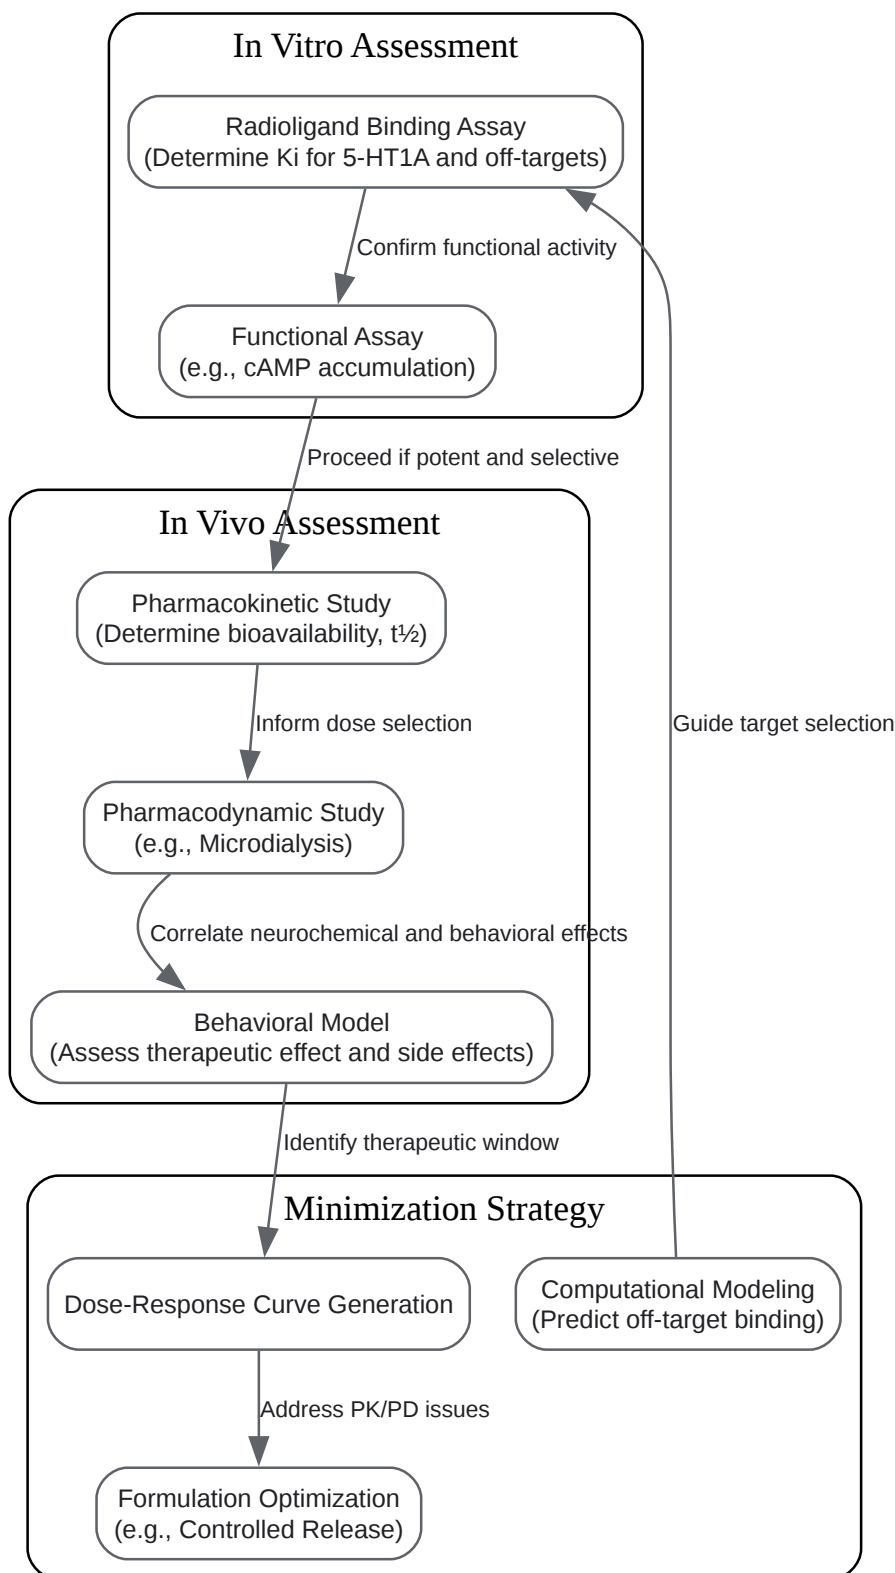 In Vitro Assessment
Radioligand Binding Assay
(Determine Ki for 5-HT1A and off-targets)
Confirm functional activity
Functional Assay
(e.g., cAMP accumulation)
Proceed if potent and selective
In Vivo Assessment
Pharmacokinetic Study
(Determine bioavailability, t½)
Inform dose selection
Guide target selection
Pharmacodynamic Study
(e.g., Microdialysis)
Correlate neurochemical and behavioral effects
Behavioral Model
(Assess therapeutic effect and side effects)
Identify therapeutic window
Minimization Strategy
Dose-Response Curve Generation
Computational Modeling
(Predict off-target binding)
Address PK/PD issues
Formulation Optimization
(e.g., Controlled Release)